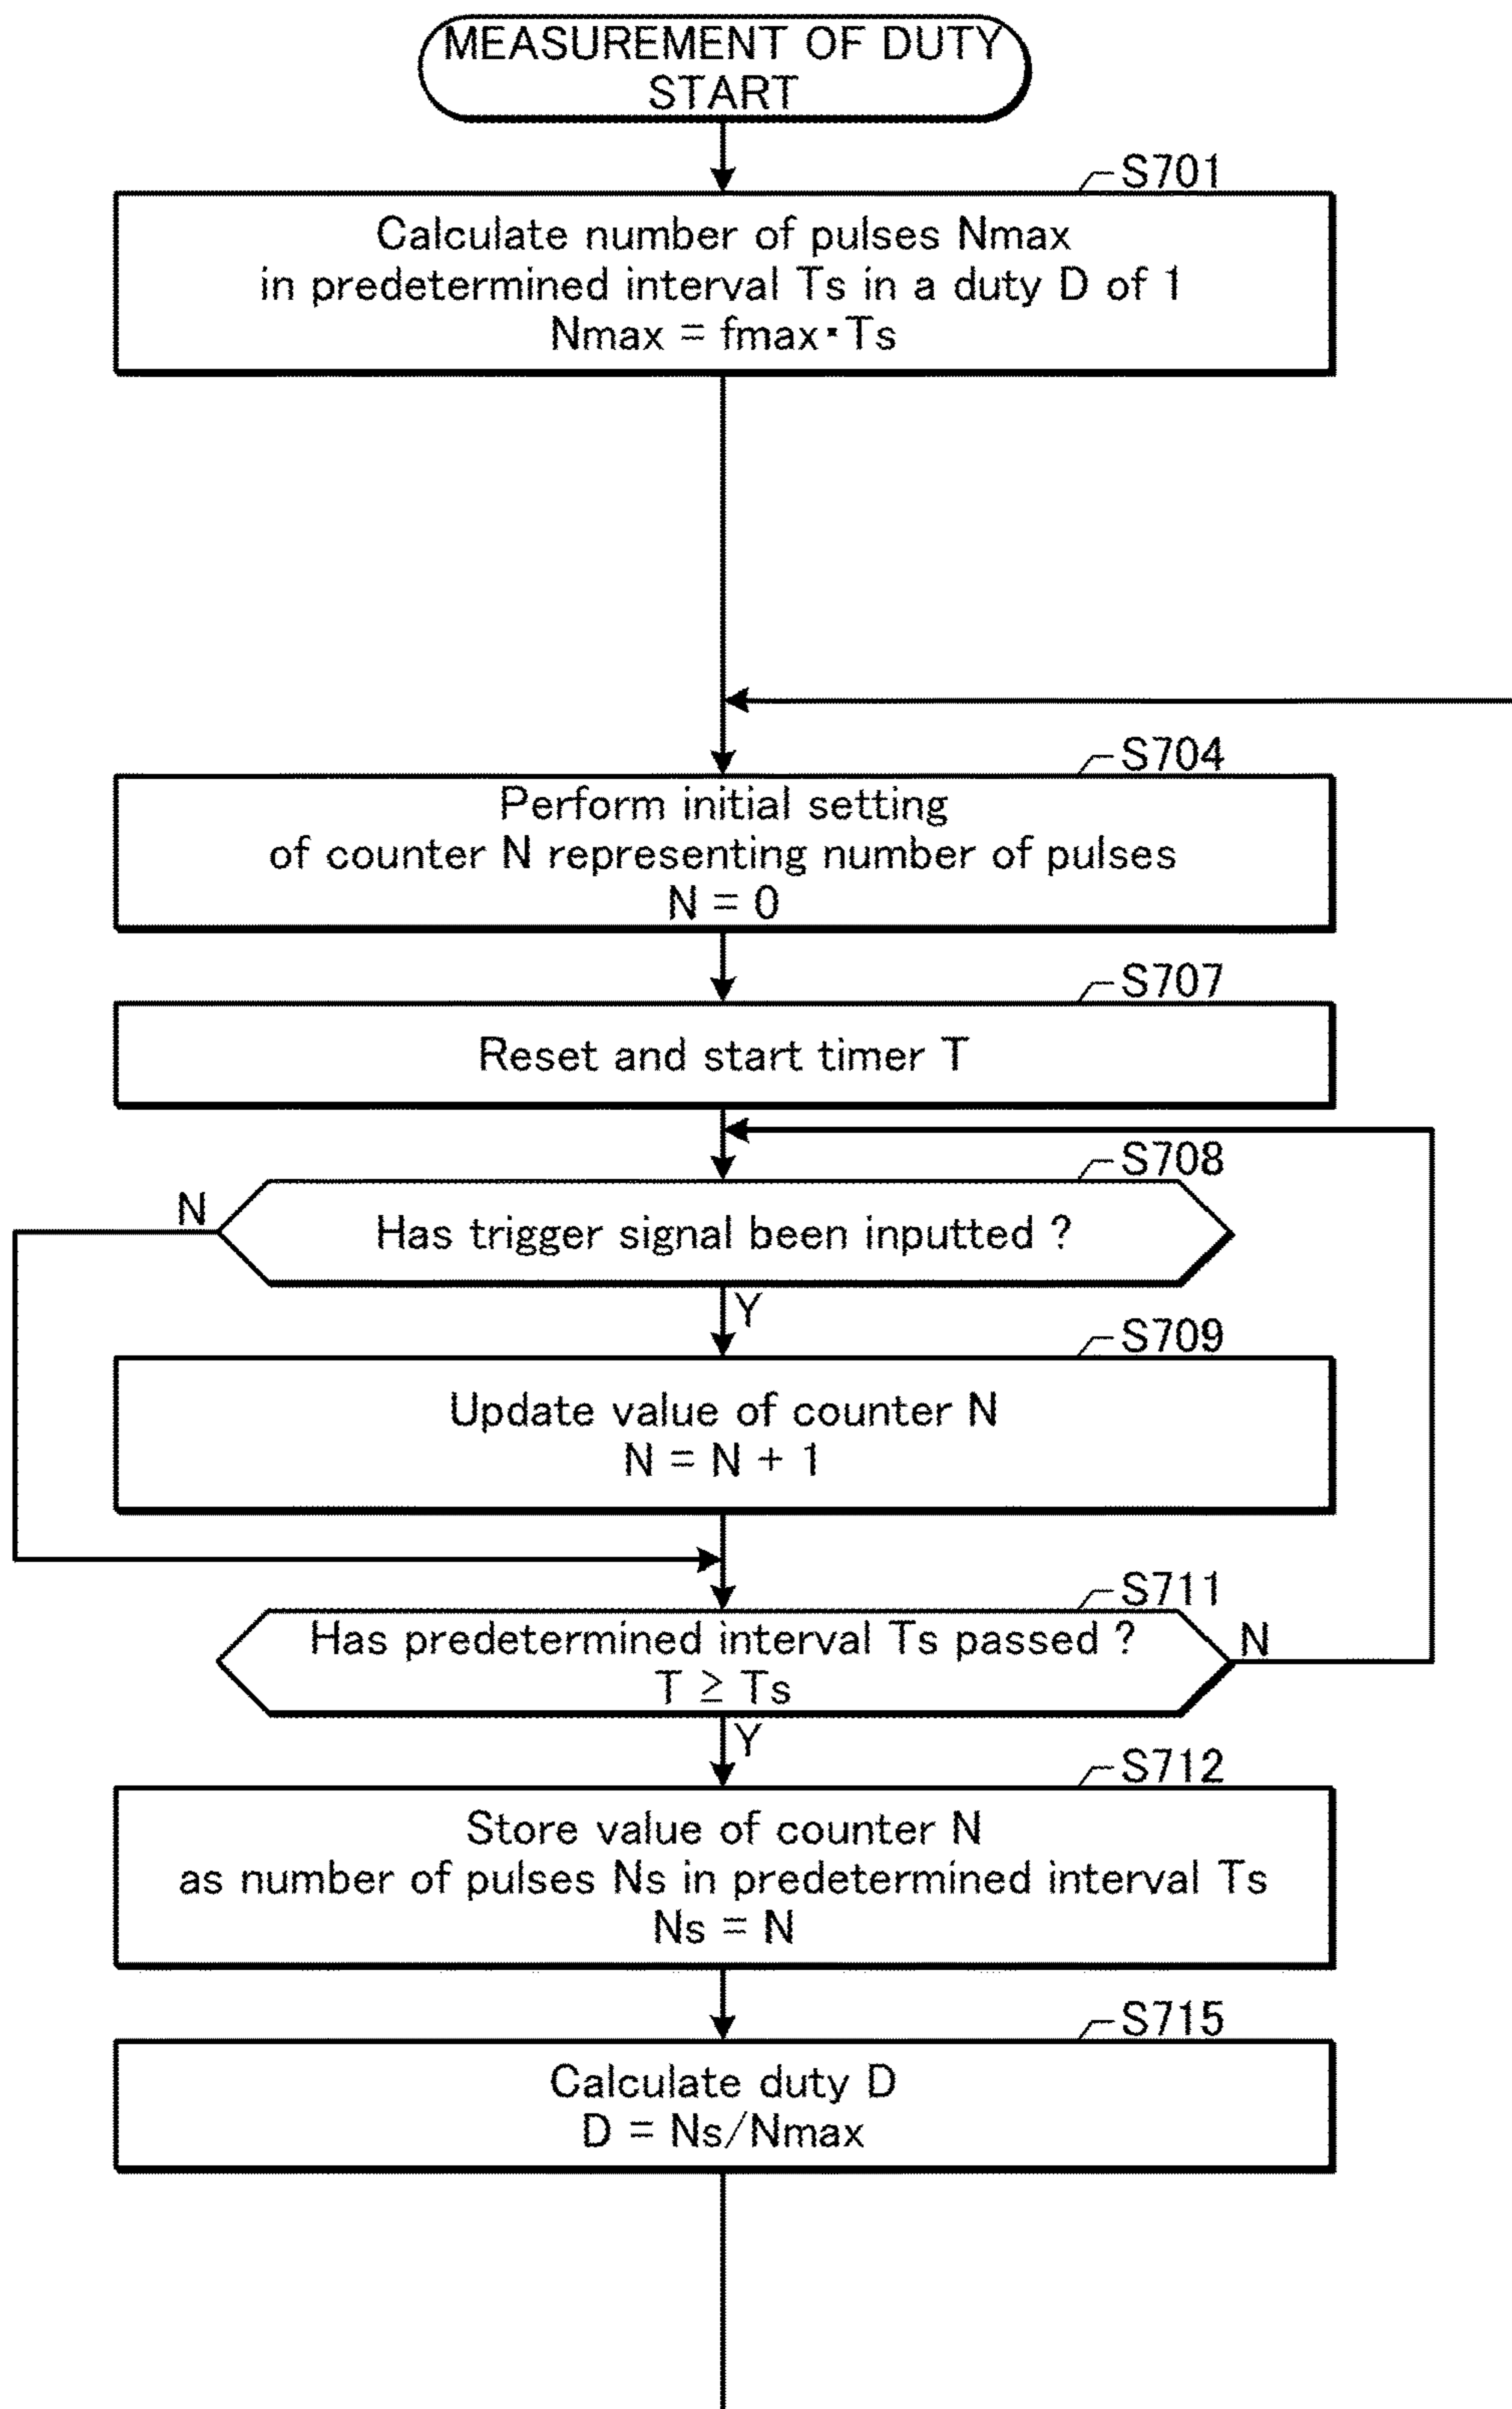 MEASUREMENT OF DUTY
START
S701
Calculate number of pulses Nmax
in predetermined interval Ts in a duty D of 1
Nmax = fmax・Ts
S704
Perform initial setting
of counter N representing number of pulses
N = 0
S707
Reset and start timer T
S708
N
Has trigger signal been inputted ?
Y
S709
Update value of counter N
N = N + 1
S711
Has predetermined interval Ts passed ?
N
T ≥ Ts
Y
S712
Store value of counter N
as number of pulses Ns in predetermined interval Ts
Ns = N
S715
Calculate duty D
D = Ns/Nmax